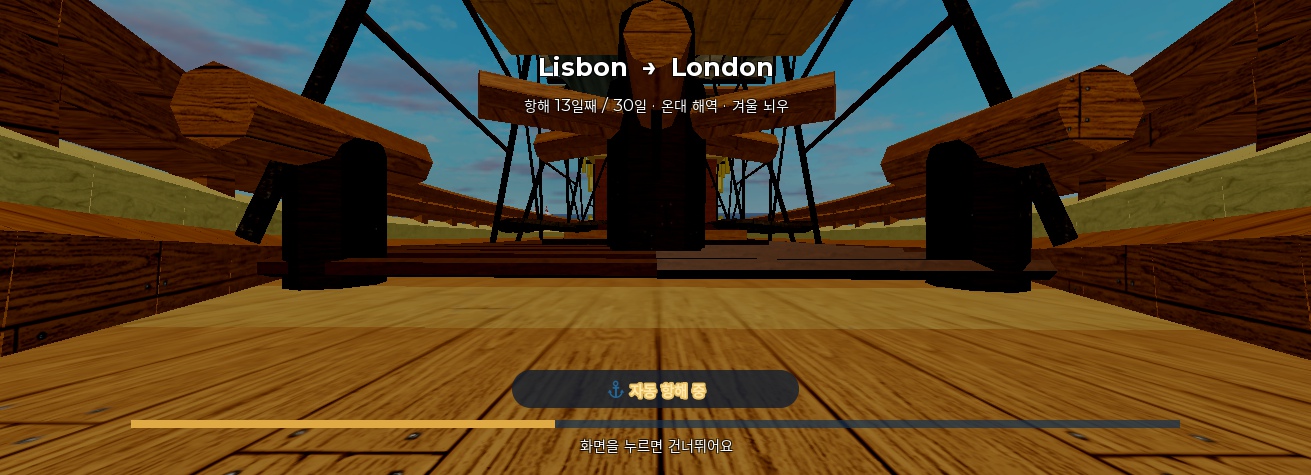 Lisbon → London
항해 13일째 / 30일 · 온대 해역 · 겨울 뇌우
⚓ 자동 항해 중
화면을 누르면 건너뛰어요